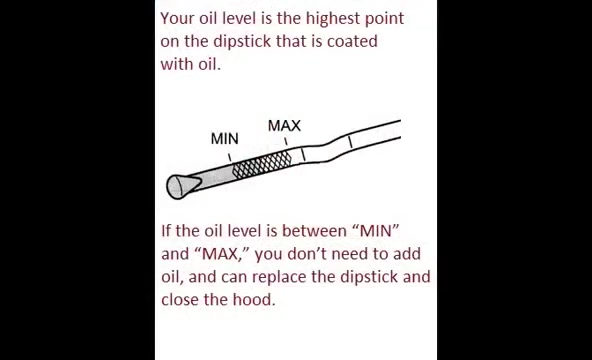 Your oil level is the highest point
on the dipstick that is coated
with oil.
MAX
MIN
If the oil level is between “MIN”
and “MAX,” you don’t need to add
oil, and can replace the dipstick and
close the hood.